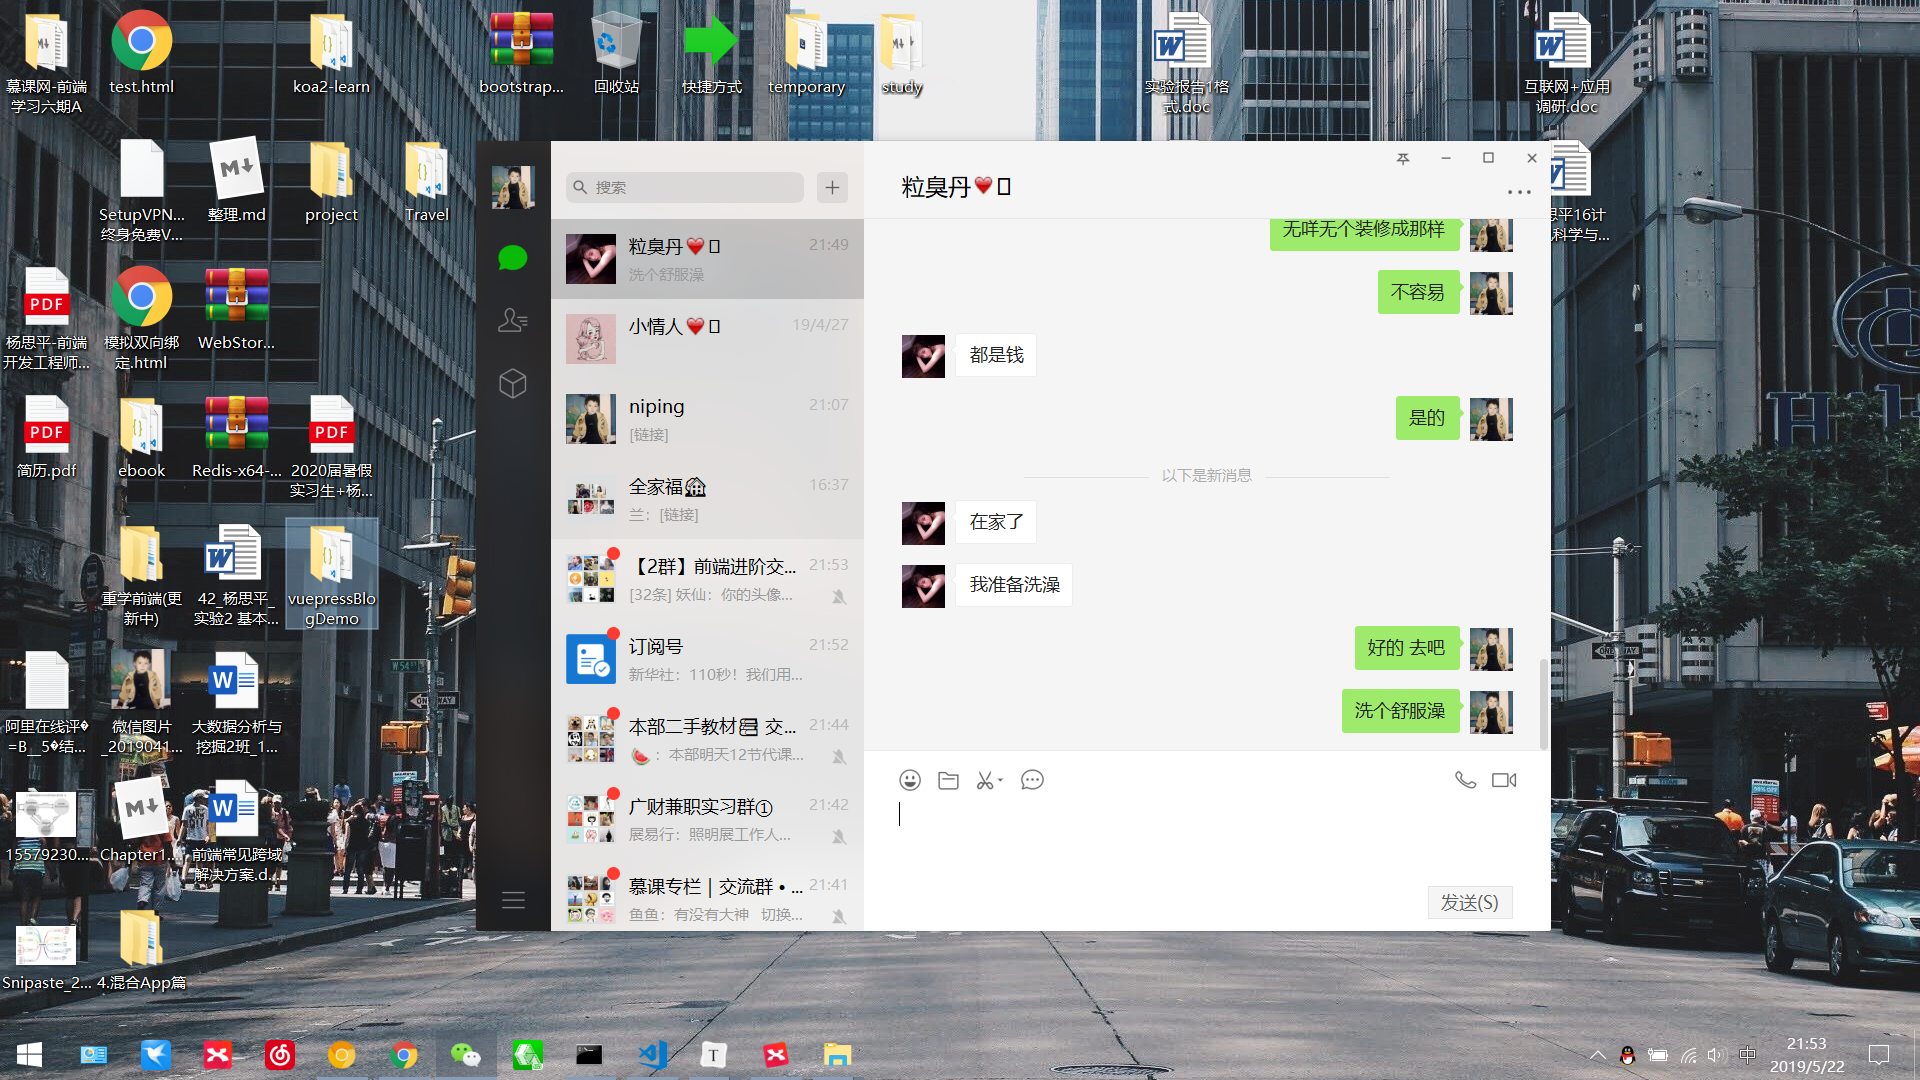 慕课网-前端
学习六期A
test.html
koa2-learn
bootstrap...
回收站
快捷方式
temporary
study
实验报告1格
式.doc
互联网+应用
调研.doc
SetupVPN...
终身免费V...
整理.md
project
Travel
思平16计
科学与...
杨思平-前端
开发工程师...
模拟双向绑
定.html
WebStor...
简历.pdf
ebook
Redis-x64-...
2020届暑假
实习生+杨...
重学前端(更
新中)
42_杨思平_
实验2 基本...
vuepressBlo
gDemo
阿里在线评�
=B__5�结...
微信图片
_2019041...
大数据分析与
挖掘2班_1...
15579230...
Chapter1....
前端常见跨域
解决方案.d...
Snipaste_2...
4.混合App篇
PDF
PDF
PDF
搜索
粒臭丹❤️
21:49
洗个舒服澡
小情人❤️
19/4/27
niping
21:07
[链接]
全家福
16:37
兰：[链接]
【2群】前端进阶交...
21:53
[32条] 妖仙：你的头像...
订阅号
21:52
新华社：110秒！我们用...
本部二手教材 交...
21:44
🍉：本部明天12节代课...
广财兼职实习群①
21:42
展易行：照明展工作人...
慕课专栏 | 交流群 • ...
21:41
鱼鱼：有没有大神 切换...
粒臭丹❤️
无咩无个装修成那样
不容易
都是钱
是的
以下是新消息
在家了
我准备洗澡
好的 去吧
洗个舒服澡
发送(S)
W 54 ST
ONE WAY
ONE WAY
中
21:53
2019/5/22